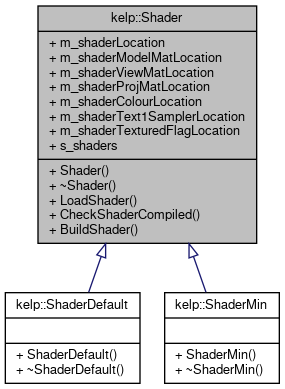 kelp::Shader
+ m_shaderLocation
+ m_shaderModelMatLocation
+ m_shaderViewMatLocation
+ m_shaderProjMatLocation
+ m_shaderColourLocation
+ m_shaderText1SamplerLocation
+ m_shaderTexturedFlagLocation
+ s_shaders
+ Shader()
+ ~Shader()
+ LoadShader()
+ CheckShaderCompiled()
+ BuildShader()
kelp::ShaderDefault
+ ShaderDefault()
+ ~ShaderDefault()
kelp::ShaderMin
+ ShaderMin()
+ ~ShaderMin()